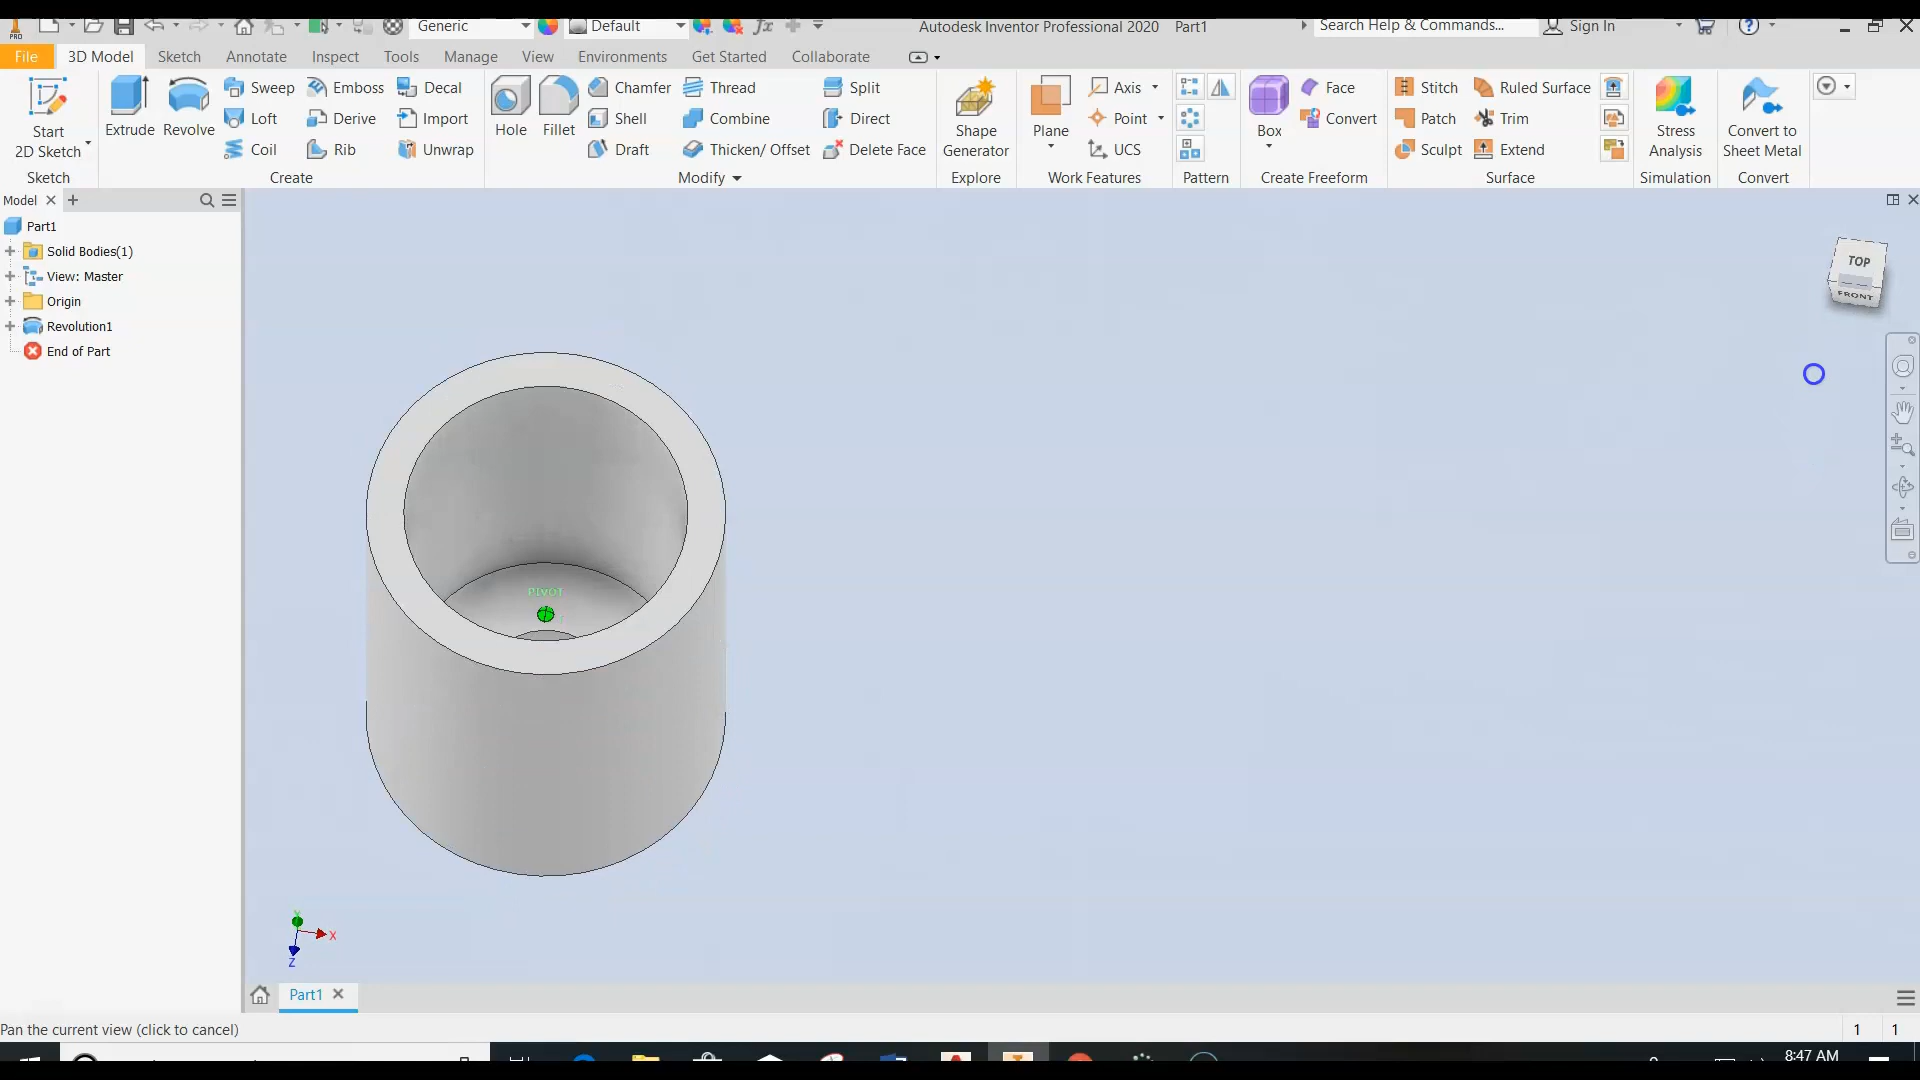 Generic
Default
Autodesk Inventor Professional 2020 Part1
Search Help & Commands...
Sign In
PRO
File 3D Model Sketch Annotate Inspect Tools Manage View Environments Get Started Collaborate
Start
2D Sketch
Sketch
Extrude
Revolve
Sweep
Loft
Coil
Emboss
Derive
Rib
Decal
Import
Unwrap
Create
Hole
Fillet
Chamfer
Shell
Draft
Thread
Combine
Thicken/ Offset
Split
Direct
Delete Face
Modify
Shape
Generator
Explore
Plane
Axis
Point
UCS
Work Features
Pattern
Box
Face
Convert
Create Freeform
Stitch
Patch
Sculpt
Ruled Surface
Trim
Extend
Surface
Stress
Analysis
Simulation
Convert to
Sheet Metal
Convert
Model
Part1
Solid Bodies(1)
View: Master
Origin
Revolution1
End of Part
TOP
FRONT
PIVOT
Y
X
Z
Part1
Pan the current view (click to cancel)
1 1
8:47 AM